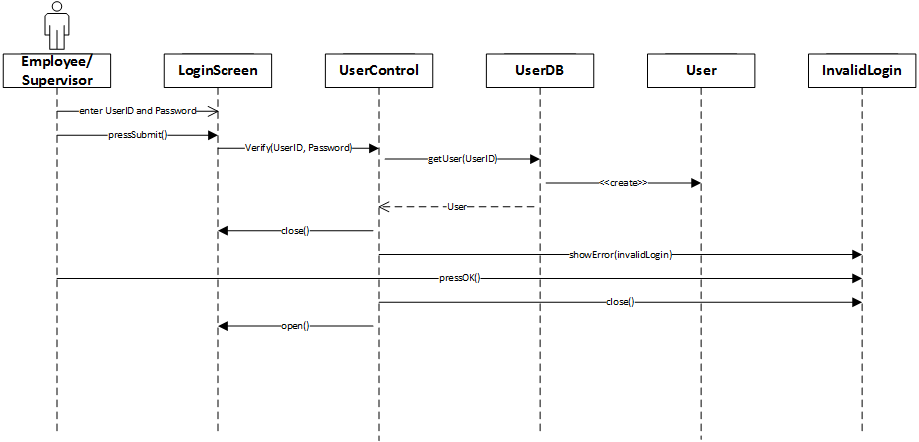 Employee/
Supervisor
LoginScreen
UserControl
UserDB
User
InvalidLogin
enter UserID and Password
pressSubmit()
Verify(UserID, Password)
getUser(UserID)
<<create>>
User
close()
showError(invalidLogin)
pressOK()
close()
open()